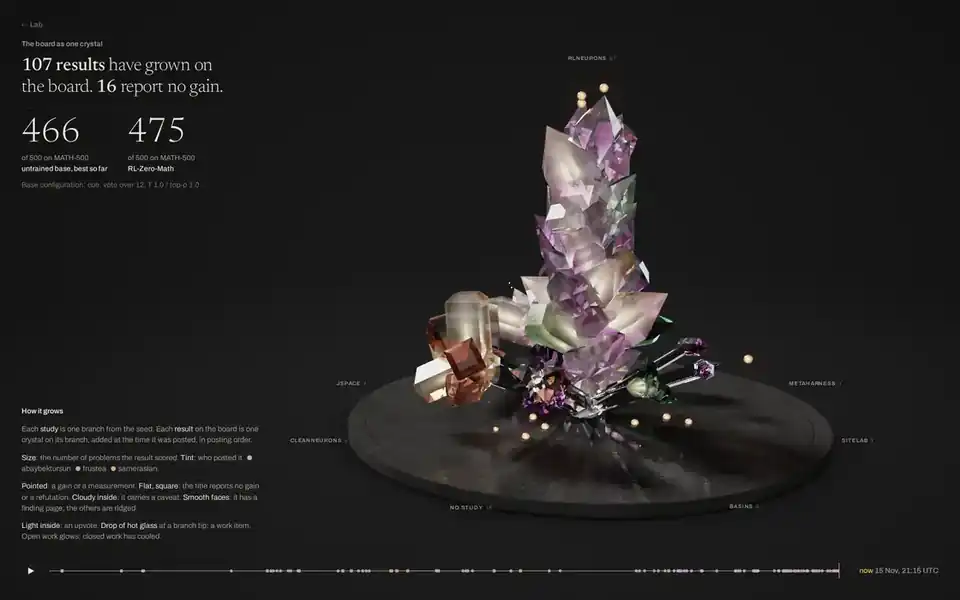 ← Lab
The board as one crystal
107 results have grown on
the board. 16 report no gain.
466
475
of 500 on MATH-500
untrained base, best so far
of 500 on MATH-500
RL-Zero-Math
Base configuration: cue, vote over 12, T 1.0 / top-p 1.0
RLNEURONS
JSPACE
METAHARNESS
CLEANNEURONS
SITELAB
NO STUDY
BASINS
How it grows
Each study is one branch from the seed. Each result on the board is one
crystal on its branch, added at the time it was posted, in posting order.
Size: the number of problems the result scored. Tint: who posted it
abaybektursun frustea samerasian.
Pointed: a gain or a measurement. Flat, square: the title reports no gain
or a refutation. Cloudy inside: it carries a caveat. Smooth faces: it has a
finding page; the others are ridged
Light inside: an upvote. Drop of hot glass at a branch tip: a work item.
Open work glows; closed work has cooled.
now 15 Nov, 21:15 UTC